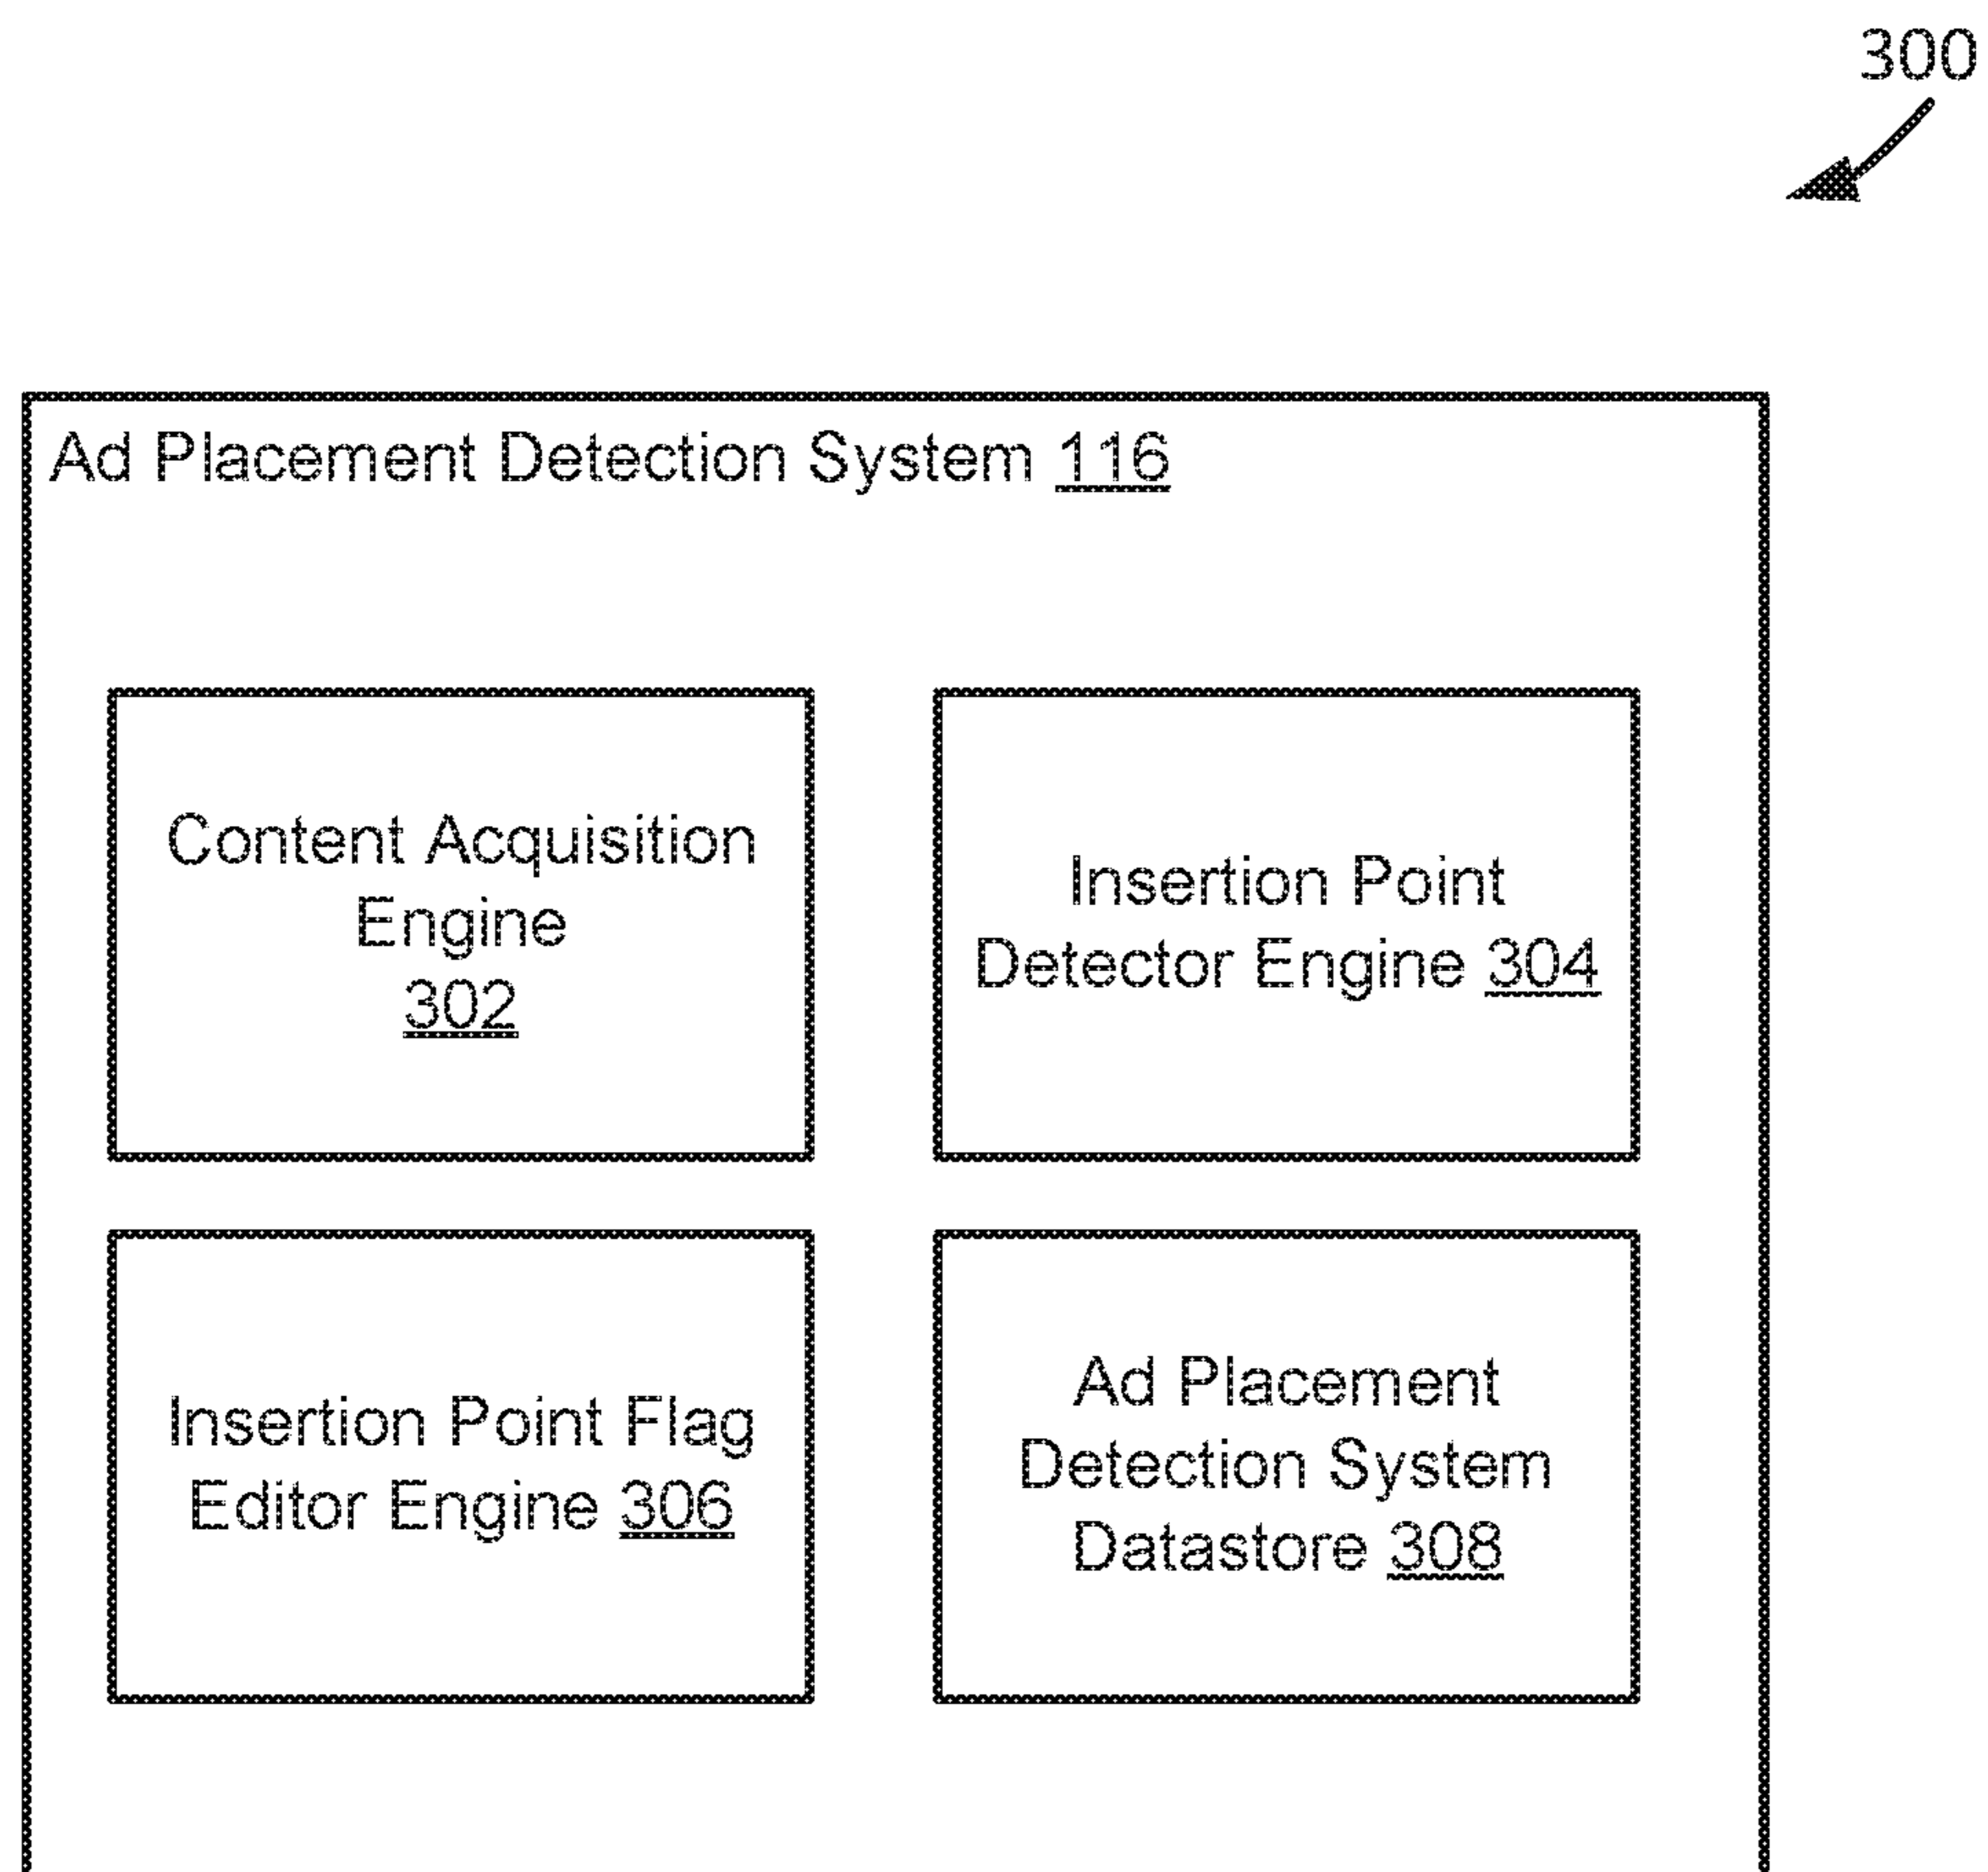 300
Ad Placement Detection System 116
Content Acquisition
Engine
302
Insertion Point
Detector Engine 304
Insertion Point Flag
Editor Engine 306
Ad Placement
Detection System
Datastore 308